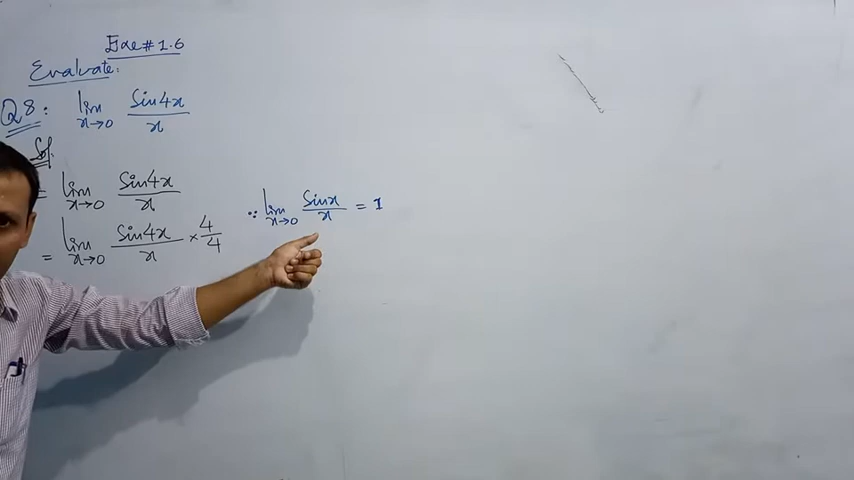 Exe # 1.6
Evaluate:
Q8: lim x→0 Sin4x/x
Sol:
= lim x→0 Sin4x/x
= lim x→0 Sin4x/x × 4/4
∵ lim x→0 Sinx/x = 1